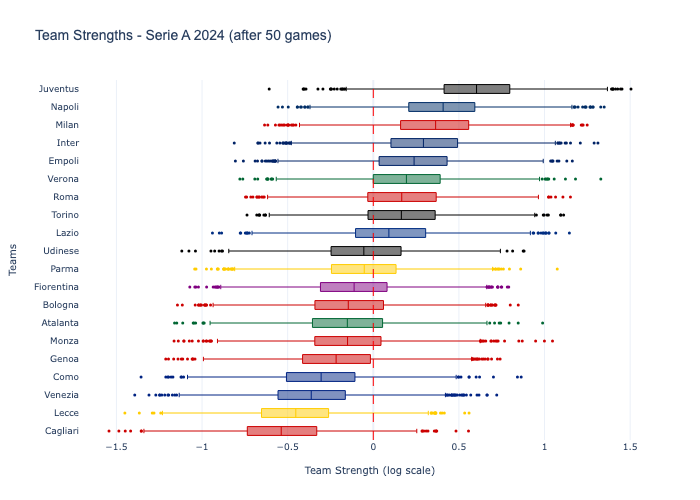 Team Strengths - Serie A 2024 (after 50 games)
Teams
Juventus
Napoli
Milan
Inter
Empoli
Verona
Roma
Torino
Lazio
Udinese
Parma
Fiorentina
Bologna
Atalanta
Monza
Genoa
Como
Venezia
Lecce
Cagliari
−1.5 −1 −0.5 0 0.5 1 1.5
Team Strength (log scale)